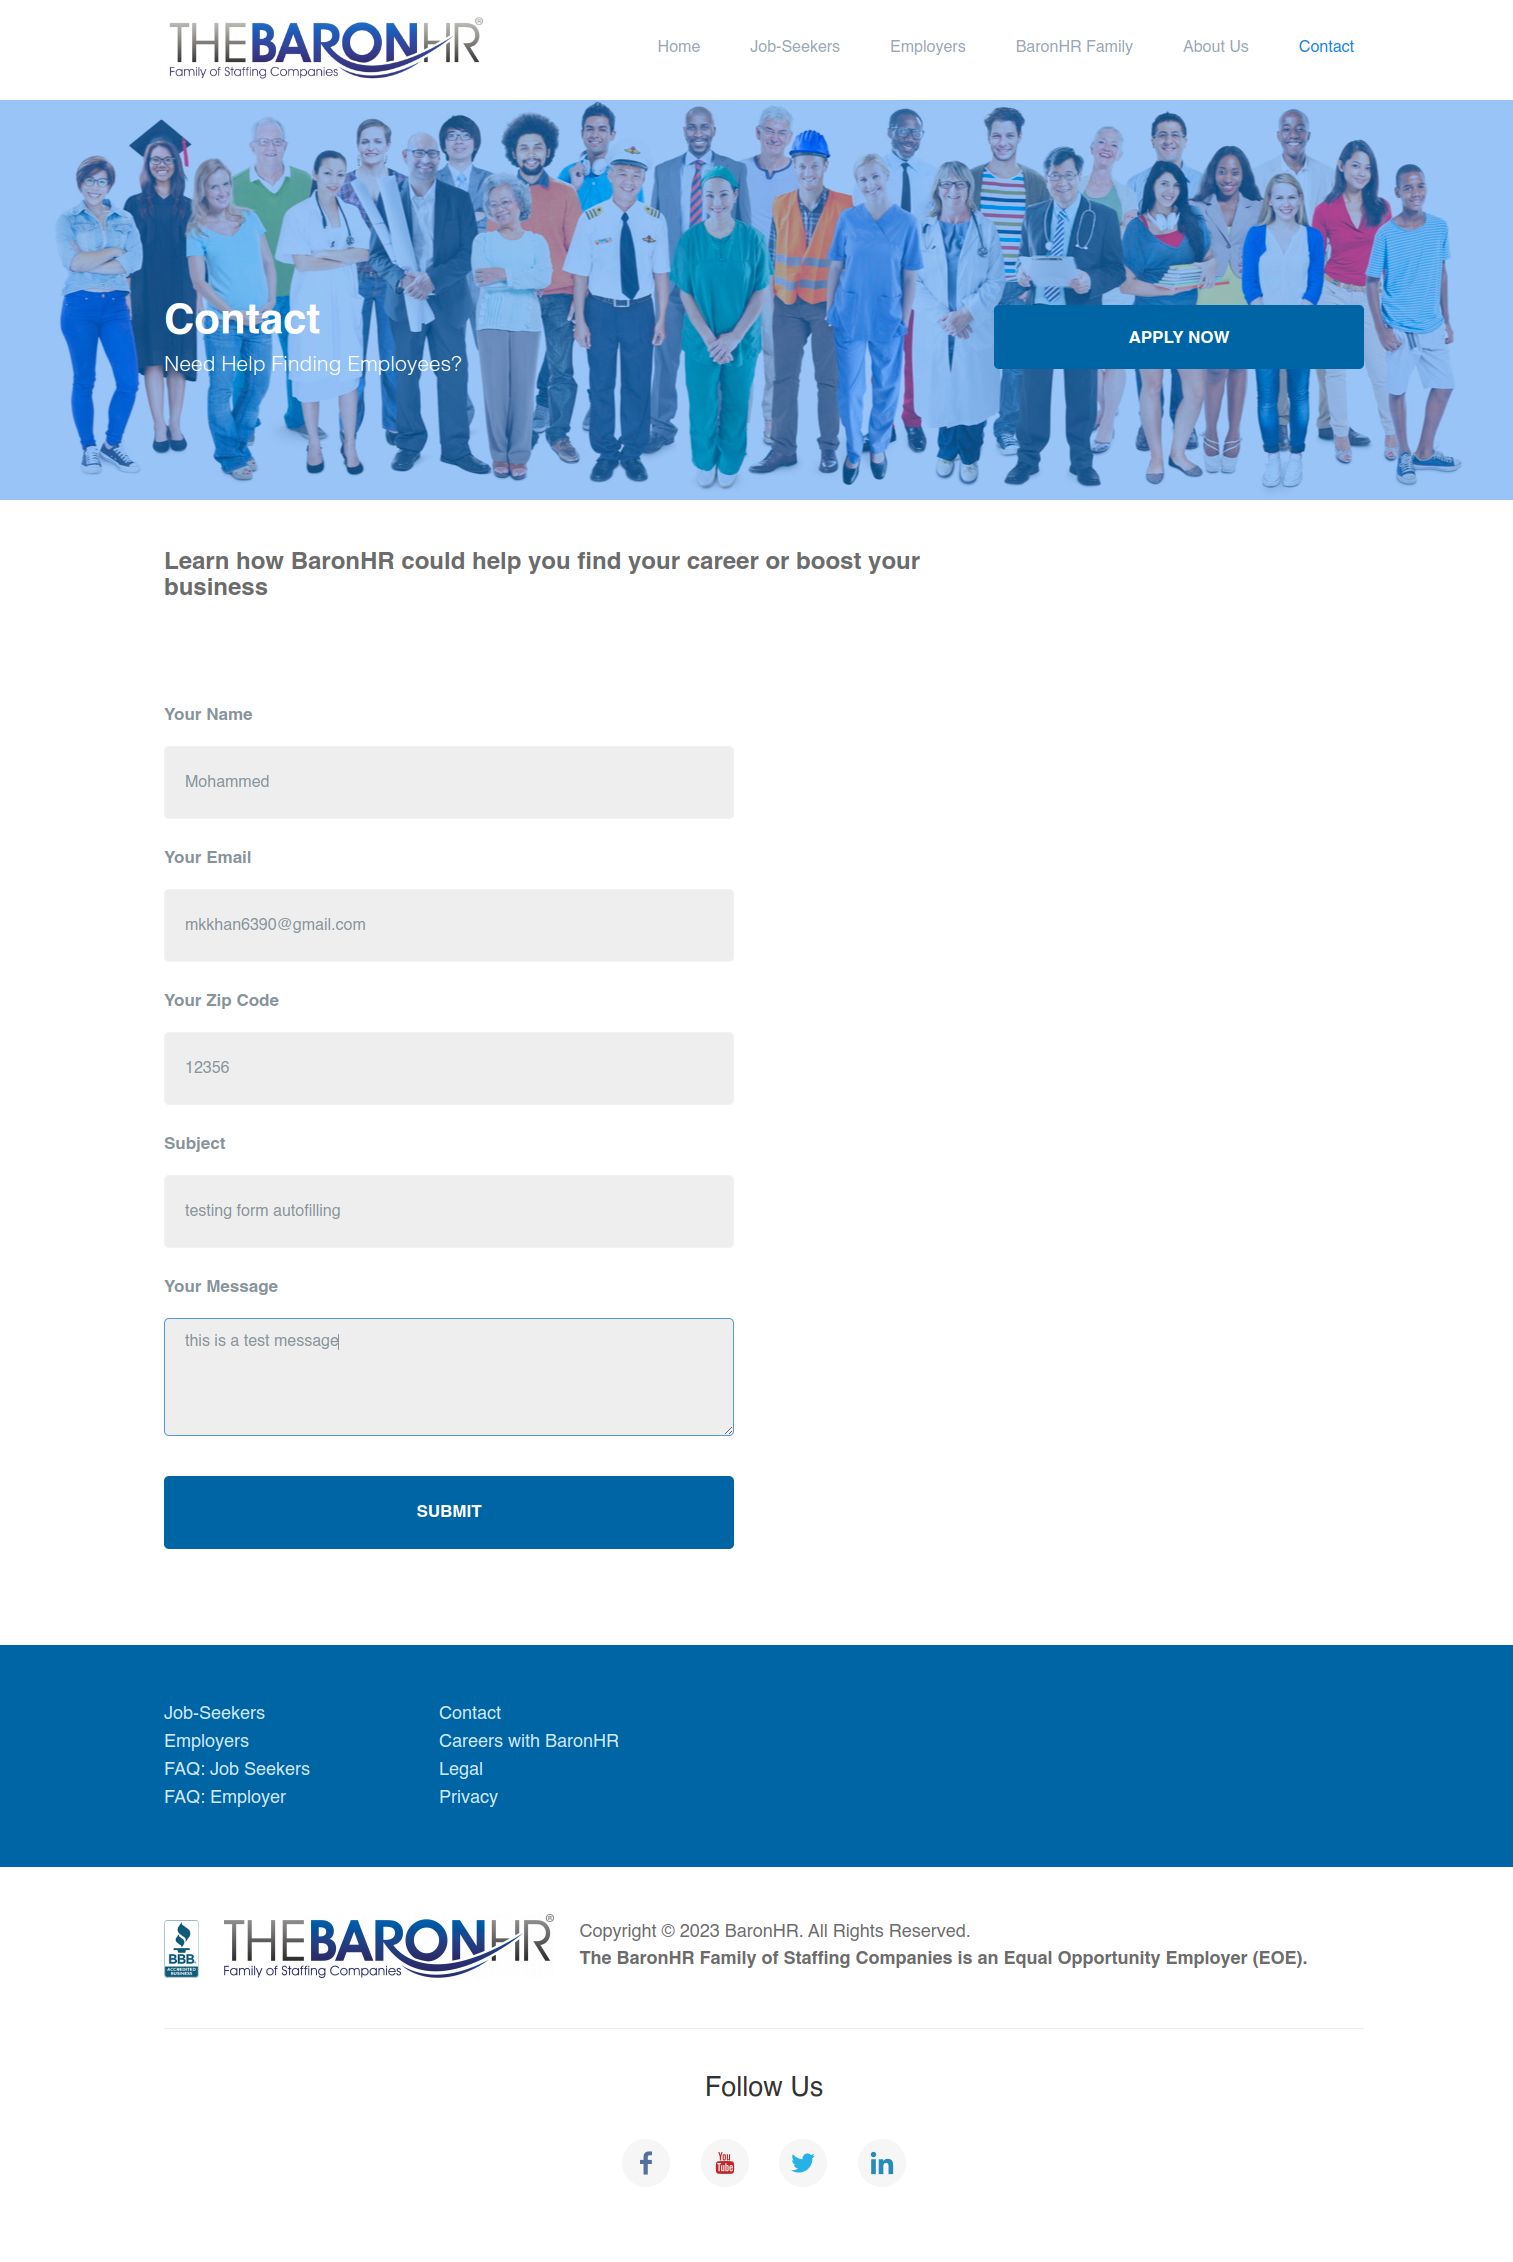 THEBARONHR®
Family of Staffing Companies
Home Job-Seekers Employers BaronHR Family About Us Contact
Contact
Need Help Finding Employees?
APPLY NOW
Learn how BaronHR could help you find your career or boost your
business
Your Name
Mohammed
Your Email
mkkhan6390@gmail.com
Your Zip Code
12356
Subject
testing form autofilling
Your Message
this is a test message
SUBMIT
Job-Seekers
Employers
FAQ: Job Seekers
FAQ: Employer
Contact
Careers with BaronHR
Legal
Privacy
BBB
ACCREDITED
BUSINESS
THEBARONHR®
Family of Staffing Companies
Copyright © 2023 BaronHR. All Rights Reserved.
The BaronHR Family of Staffing Companies is an Equal Opportunity Employer (EOE).
Follow Us
f
You
Tube
in